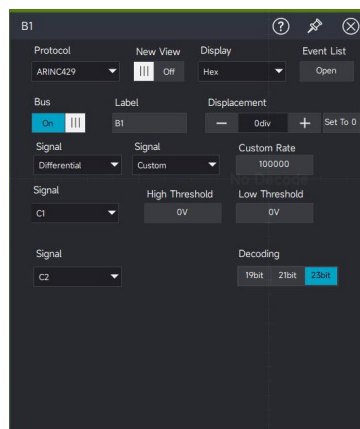 B1
Protocol New View Display Event List
ARINC429 Off Hex Open
Bus Label Displacement
On B1 0div Set To 0
Signal Signal Custom Rate
Differential Custom 100000
No Decode
Signal High Threshold Low Threshold
C1 0V 0V
Signal Decoding
C2 19bit 21bit 23bit